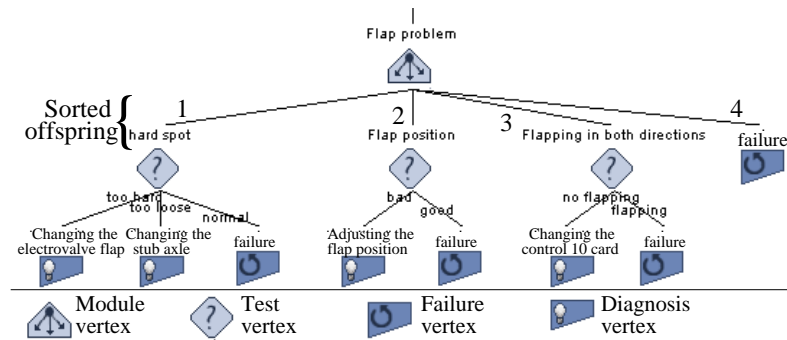 Flap problem
Sorted
offspring
1
2
3
4
hard spot
Flap position
Flapping in both directions
failure
too hard
too loose
normal
bad
good
no flapping
flapping
Changing the
electrovalve flap
Changing the
stub axle
failure
Adjusting the
flap position
failure
Changing the
control 10 card
failure
Module
vertex
Test
vertex
Failure
vertex
Diagnosis
vertex